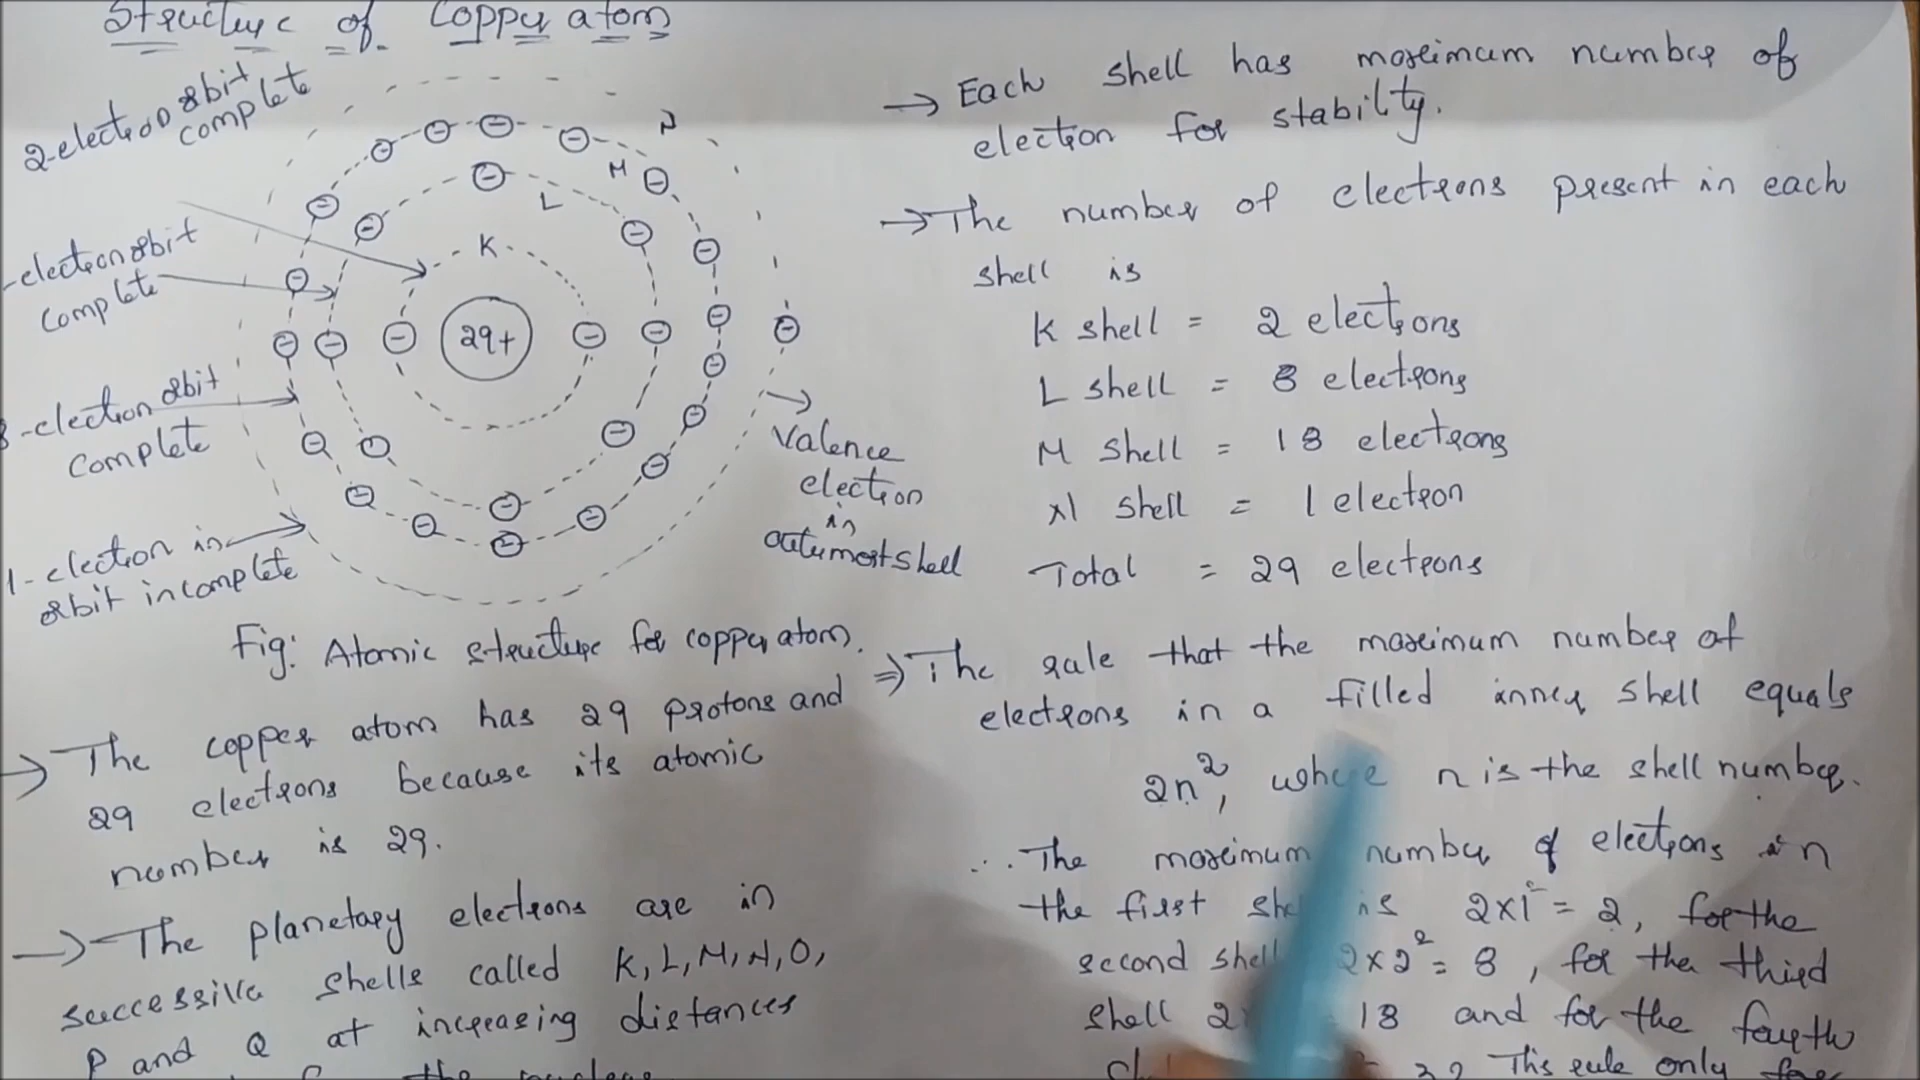 Structure of Copper atom
2-electron orbit
complete
-electron orbit
complete
8-electron orbit
complete
1-electron in
orbit incomplete
N
M
L
K
29+
Valence
electron
in
outermost shell
Fig: Atomic structure for copper atom.
→ The copper atom has 29 protons and
29 electrons because its atomic
number is 29.
→ The planetary electrons are in
successive shells called K, L, M, N, O,
P and Q at increasing distances
the nucleus
→ Each shell has maximum number of
electron for stability.
→ The number of electrons present in each
shell is
K shell = 2 electrons
L shell = 8 electrons
M shell = 18 electrons
N shell = 1 electron
Total = 29 electrons
⇒ The rule that the maximum number of
electrons in a filled inner shell equals
2n², where n is the shell number.
∴ The maximum number of electrons in
the first shell is 2×1² = 2, for the
second shell 2×2² = 8, for the third
shell 2 18 and for the fourth
32 This rule only